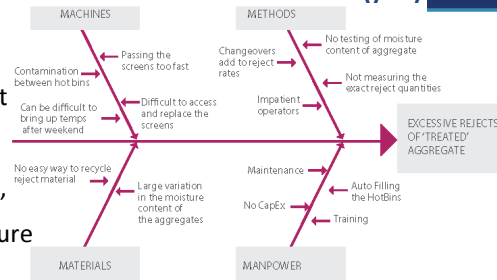 MACHINES
METHODS
Passing the
screens too fast
Contamination
between hot bins
Can be difficult to
bring up temps
after weekend
Difficult to access
and replace the
screens
Changeovers
add to reject
rates
No testing of moisture
content of aggregate
Not measuring the
exact reject quantities
Impatient
operators
EXCESSIVE REJECTS
OF 'TREATED'
AGGREGATE
No easy way to recycle
reject material
Large variation
in the moisture
content of
the aggregates
Maintenance
Auto Filling
the HotBins
No CapEx
Training
MATERIALS
MANPOWER